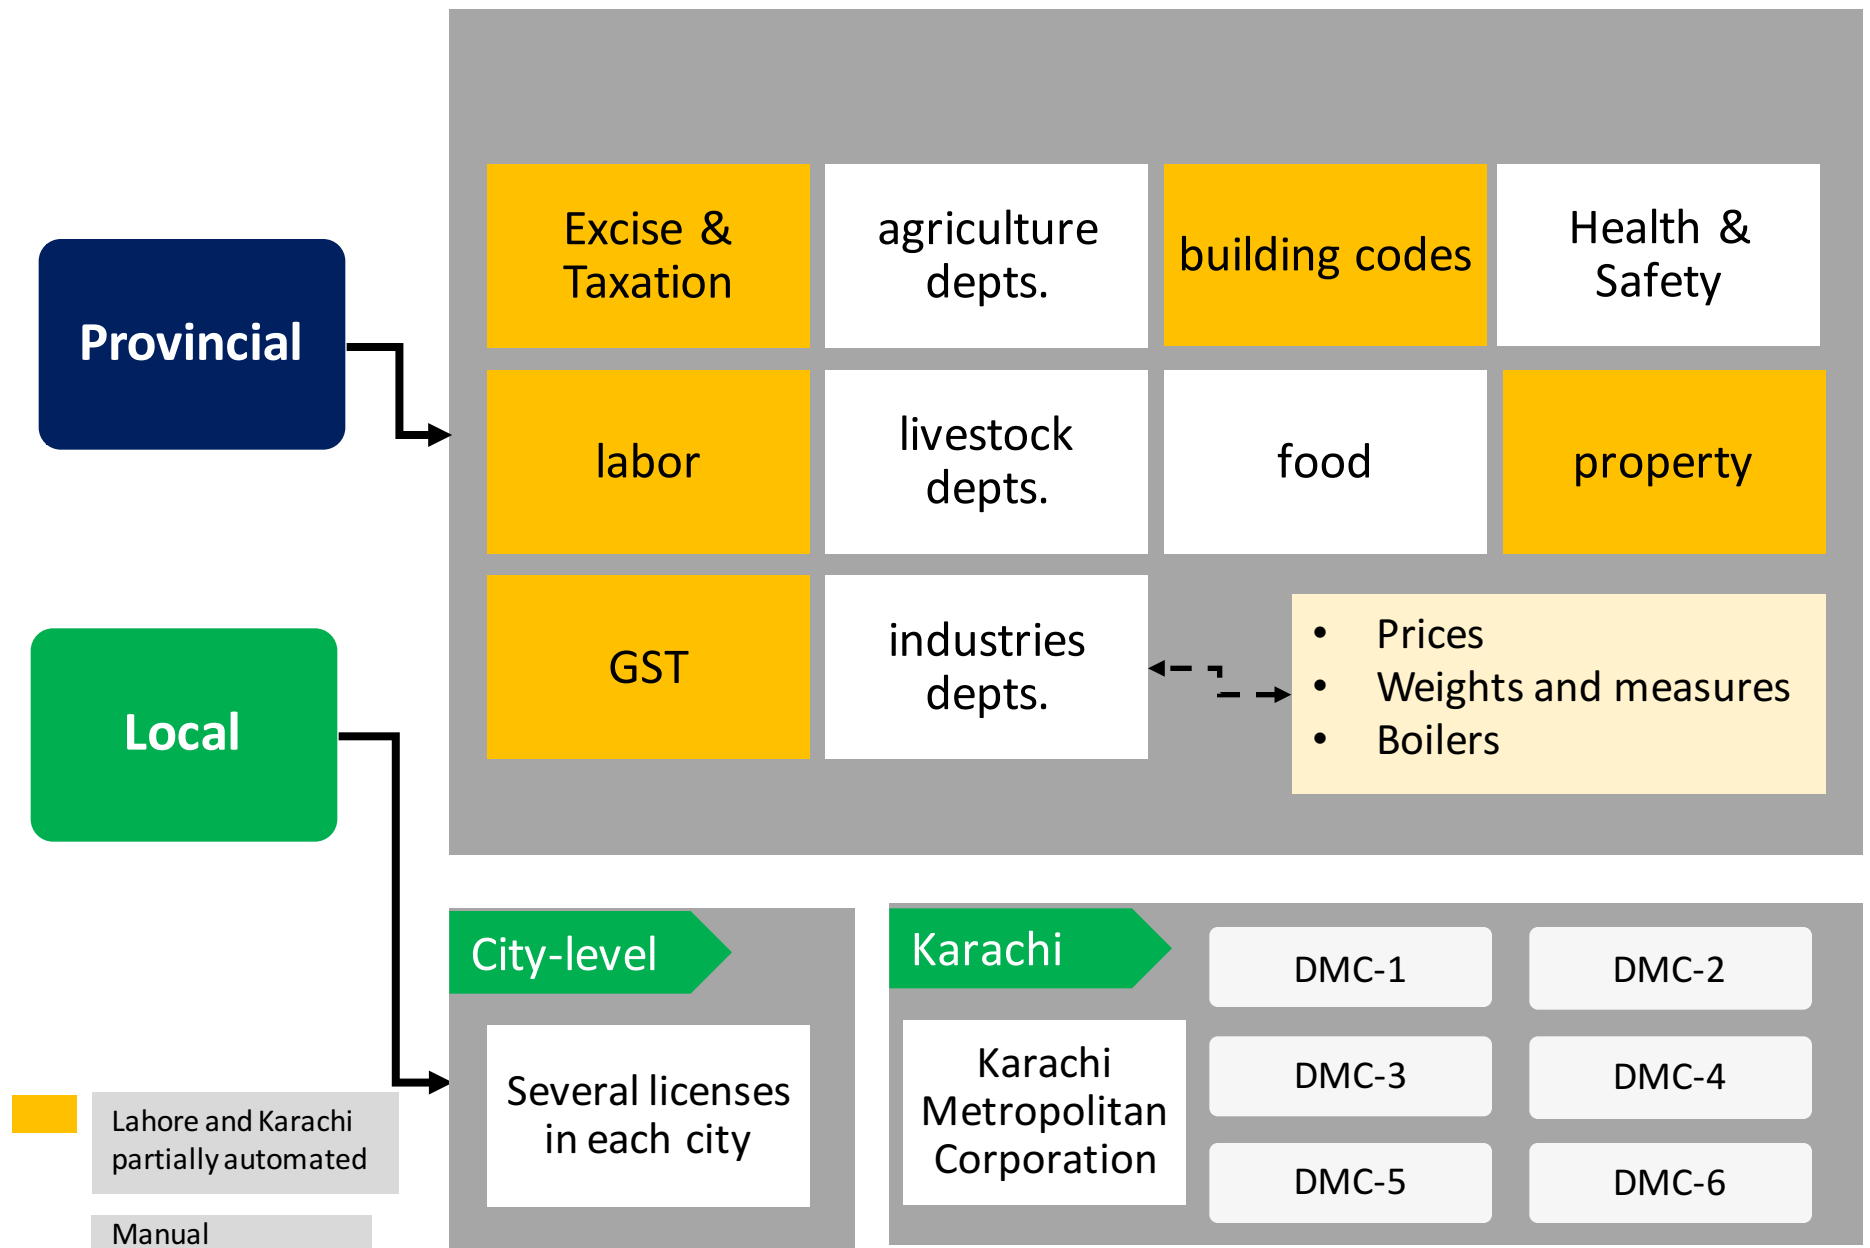 Provincial
Excise &
Taxation
agriculture
depts.
building codes
Health &
Safety
labor
livestock
depts.
food
property
GST
industries
depts.
• Prices
• Weights and measures
• Boilers
Local
City-level
Several licenses
in each city
Karachi
Karachi
Metropolitan
Corporation
DMC-1
DMC-2
DMC-3
DMC-4
DMC-5
DMC-6
Lahore and Karachi
partially automated
Manual